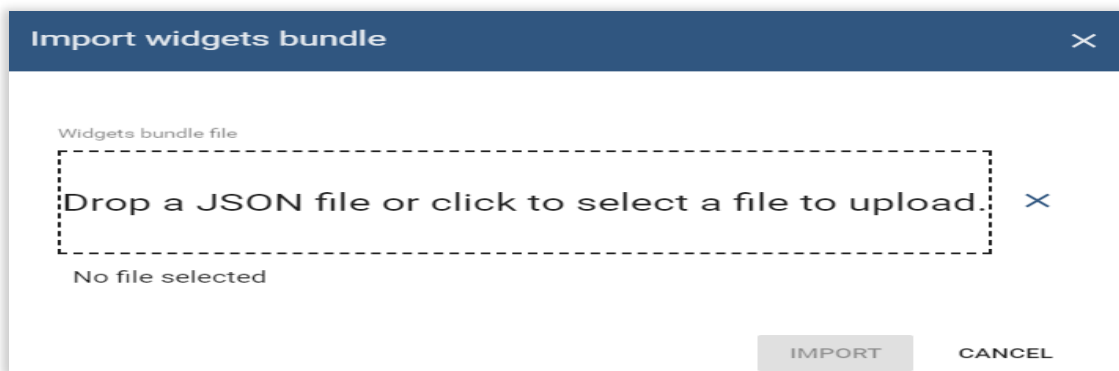 Import widgets bundle
Widgets bundle file
Drop a JSON file or click to select a file to upload.
No file selected
IMPORT CANCEL